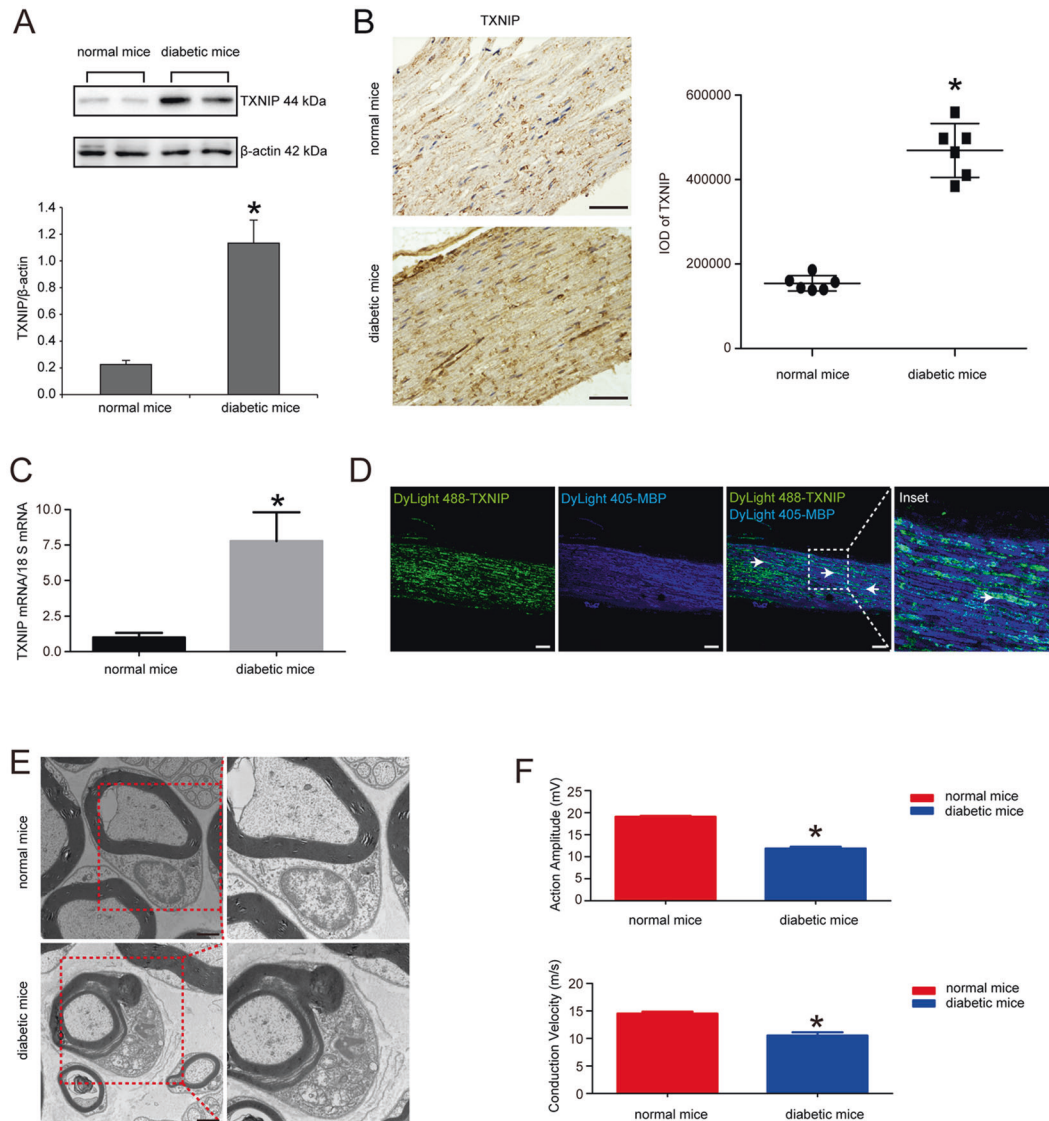 A
normal mice diabetic mice
TXNIP 44 kDa
β-actin 42 kDa
TXNIP/β-actin
1.4
1.2
1.0
0.8
0.6
0.4
0.2
0.0
*
normal mice diabetic mice
B
TXNIP
normal mice
diabetic mice
IOD of TXNIP
600000
400000
200000
0
*
normal mice diabetic mice
C
TXNIP mRNA/18 S mRNA
10.0
7.5
5.0
2.5
0.0
*
normal mice diabetic mice
D
DyLight 488-TXNIP
DyLight 405-MBP
DyLight 488-TXNIP
DyLight 405-MBP
Inset
E
normal mice
diabetic mice
F
Action Amplitude (mV)
25
20
15
10
5
0
*
normal mice diabetic mice
normal mice
diabetic mice
Conduction Velocity (m/s)
25
20
15
10
5
0
*
normal mice diabetic mice
normal mice
diabetic mice